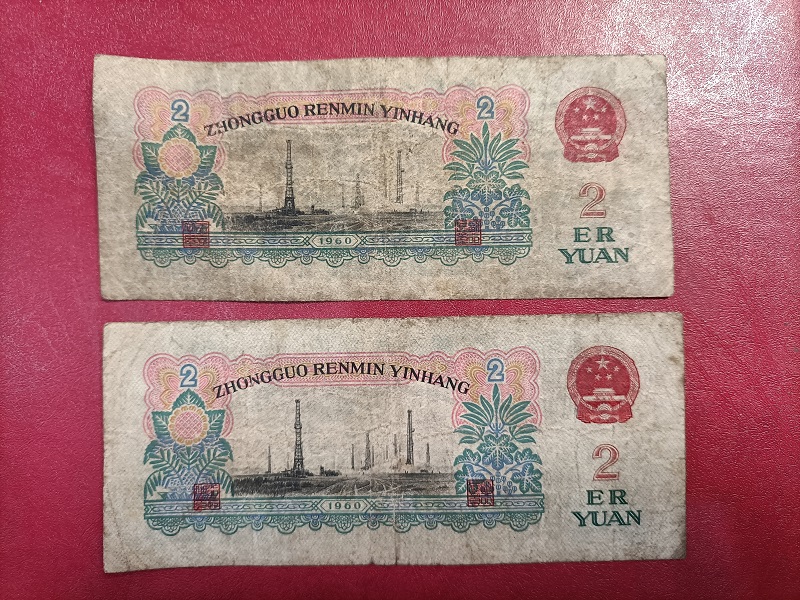 2 2
ZHONGGUO RENMIN YINHANG
2
ER
YUAN
1960
2 2
ZHONGGUO RENMIN YINHANG
2
ER
YUAN
1960